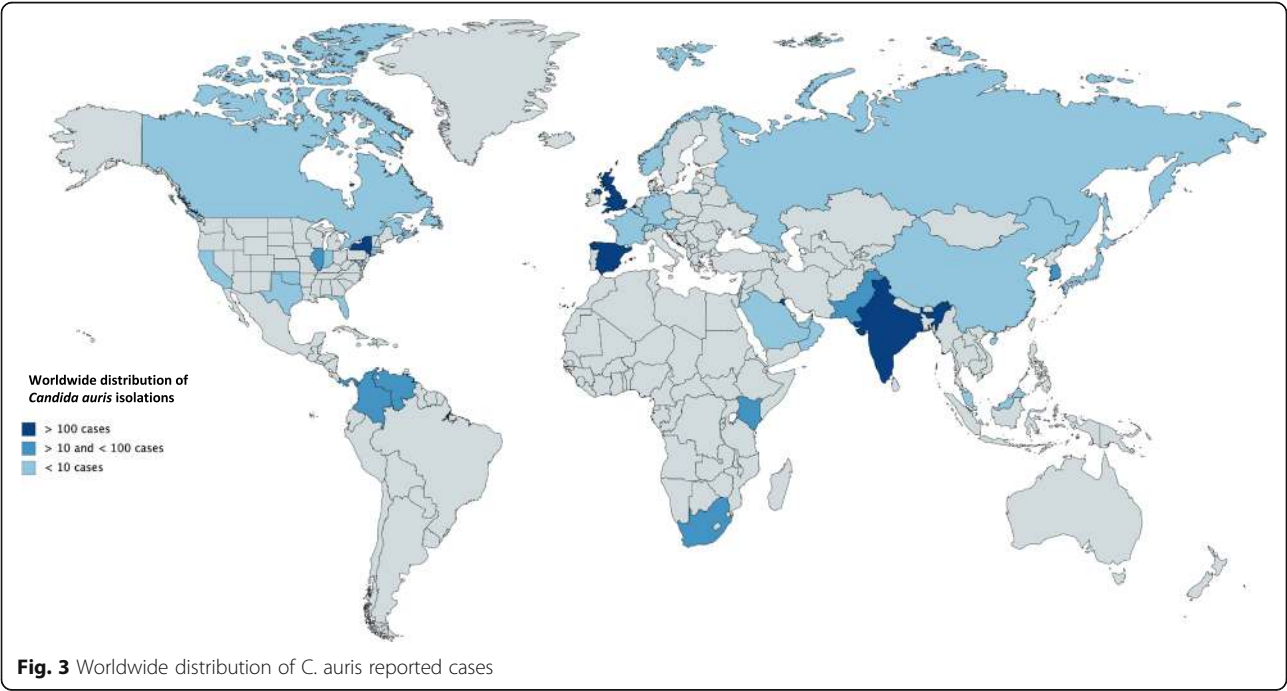 Worldwide distribution of
Candida auris isolations
> 100 cases
> 10 and < 100 cases
< 10 cases
Fig. 3 Worldwide distribution of C. auris reported cases